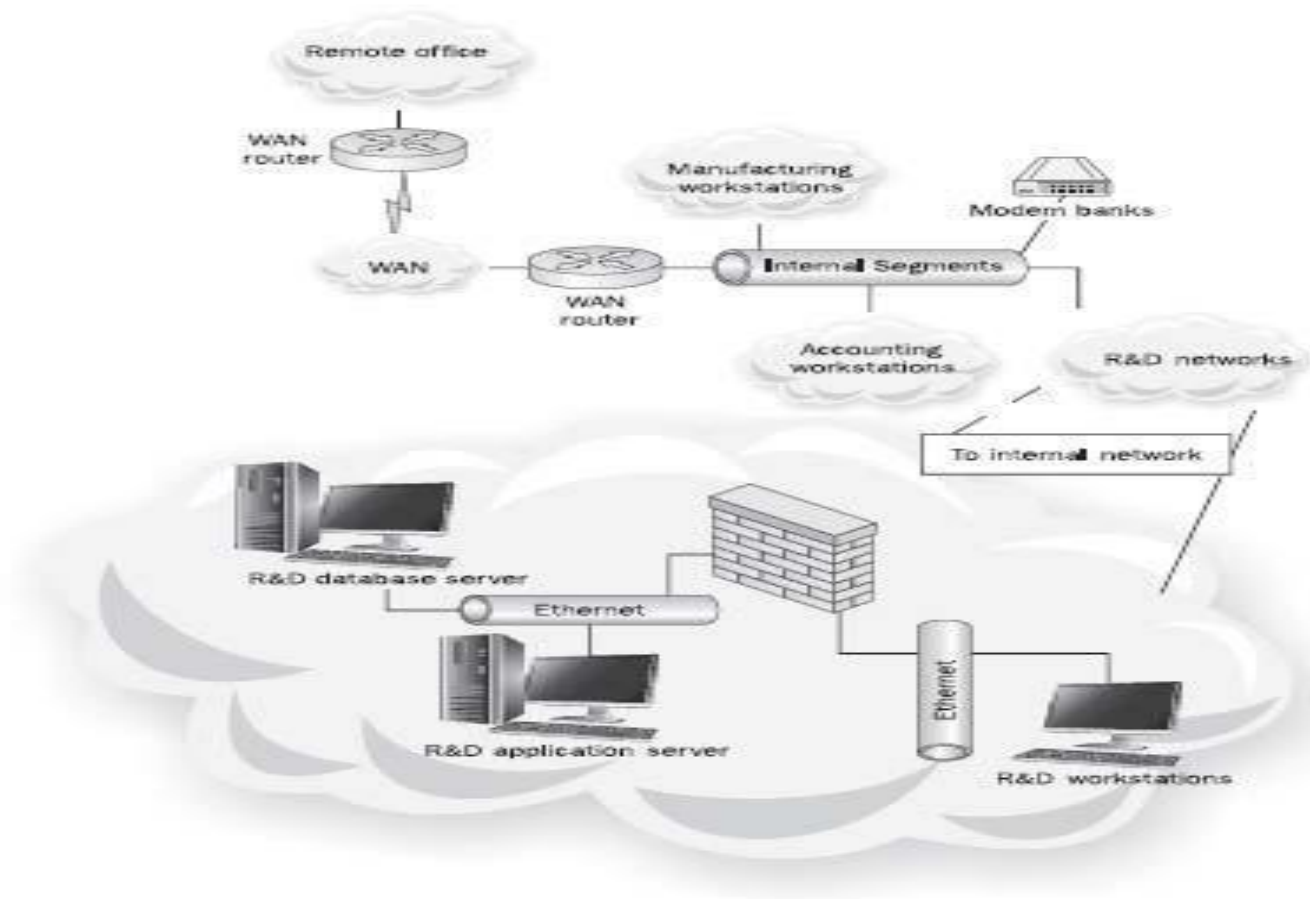 Remote office
WAN
router
Manufacturing
workstations
Modem banks
WAN
Internal Segments
WAN
router
Accounting
workstations
R&D networks
To internal network
R&D database server
Ethernet
Ethernet
R&D application server
R&D workstations